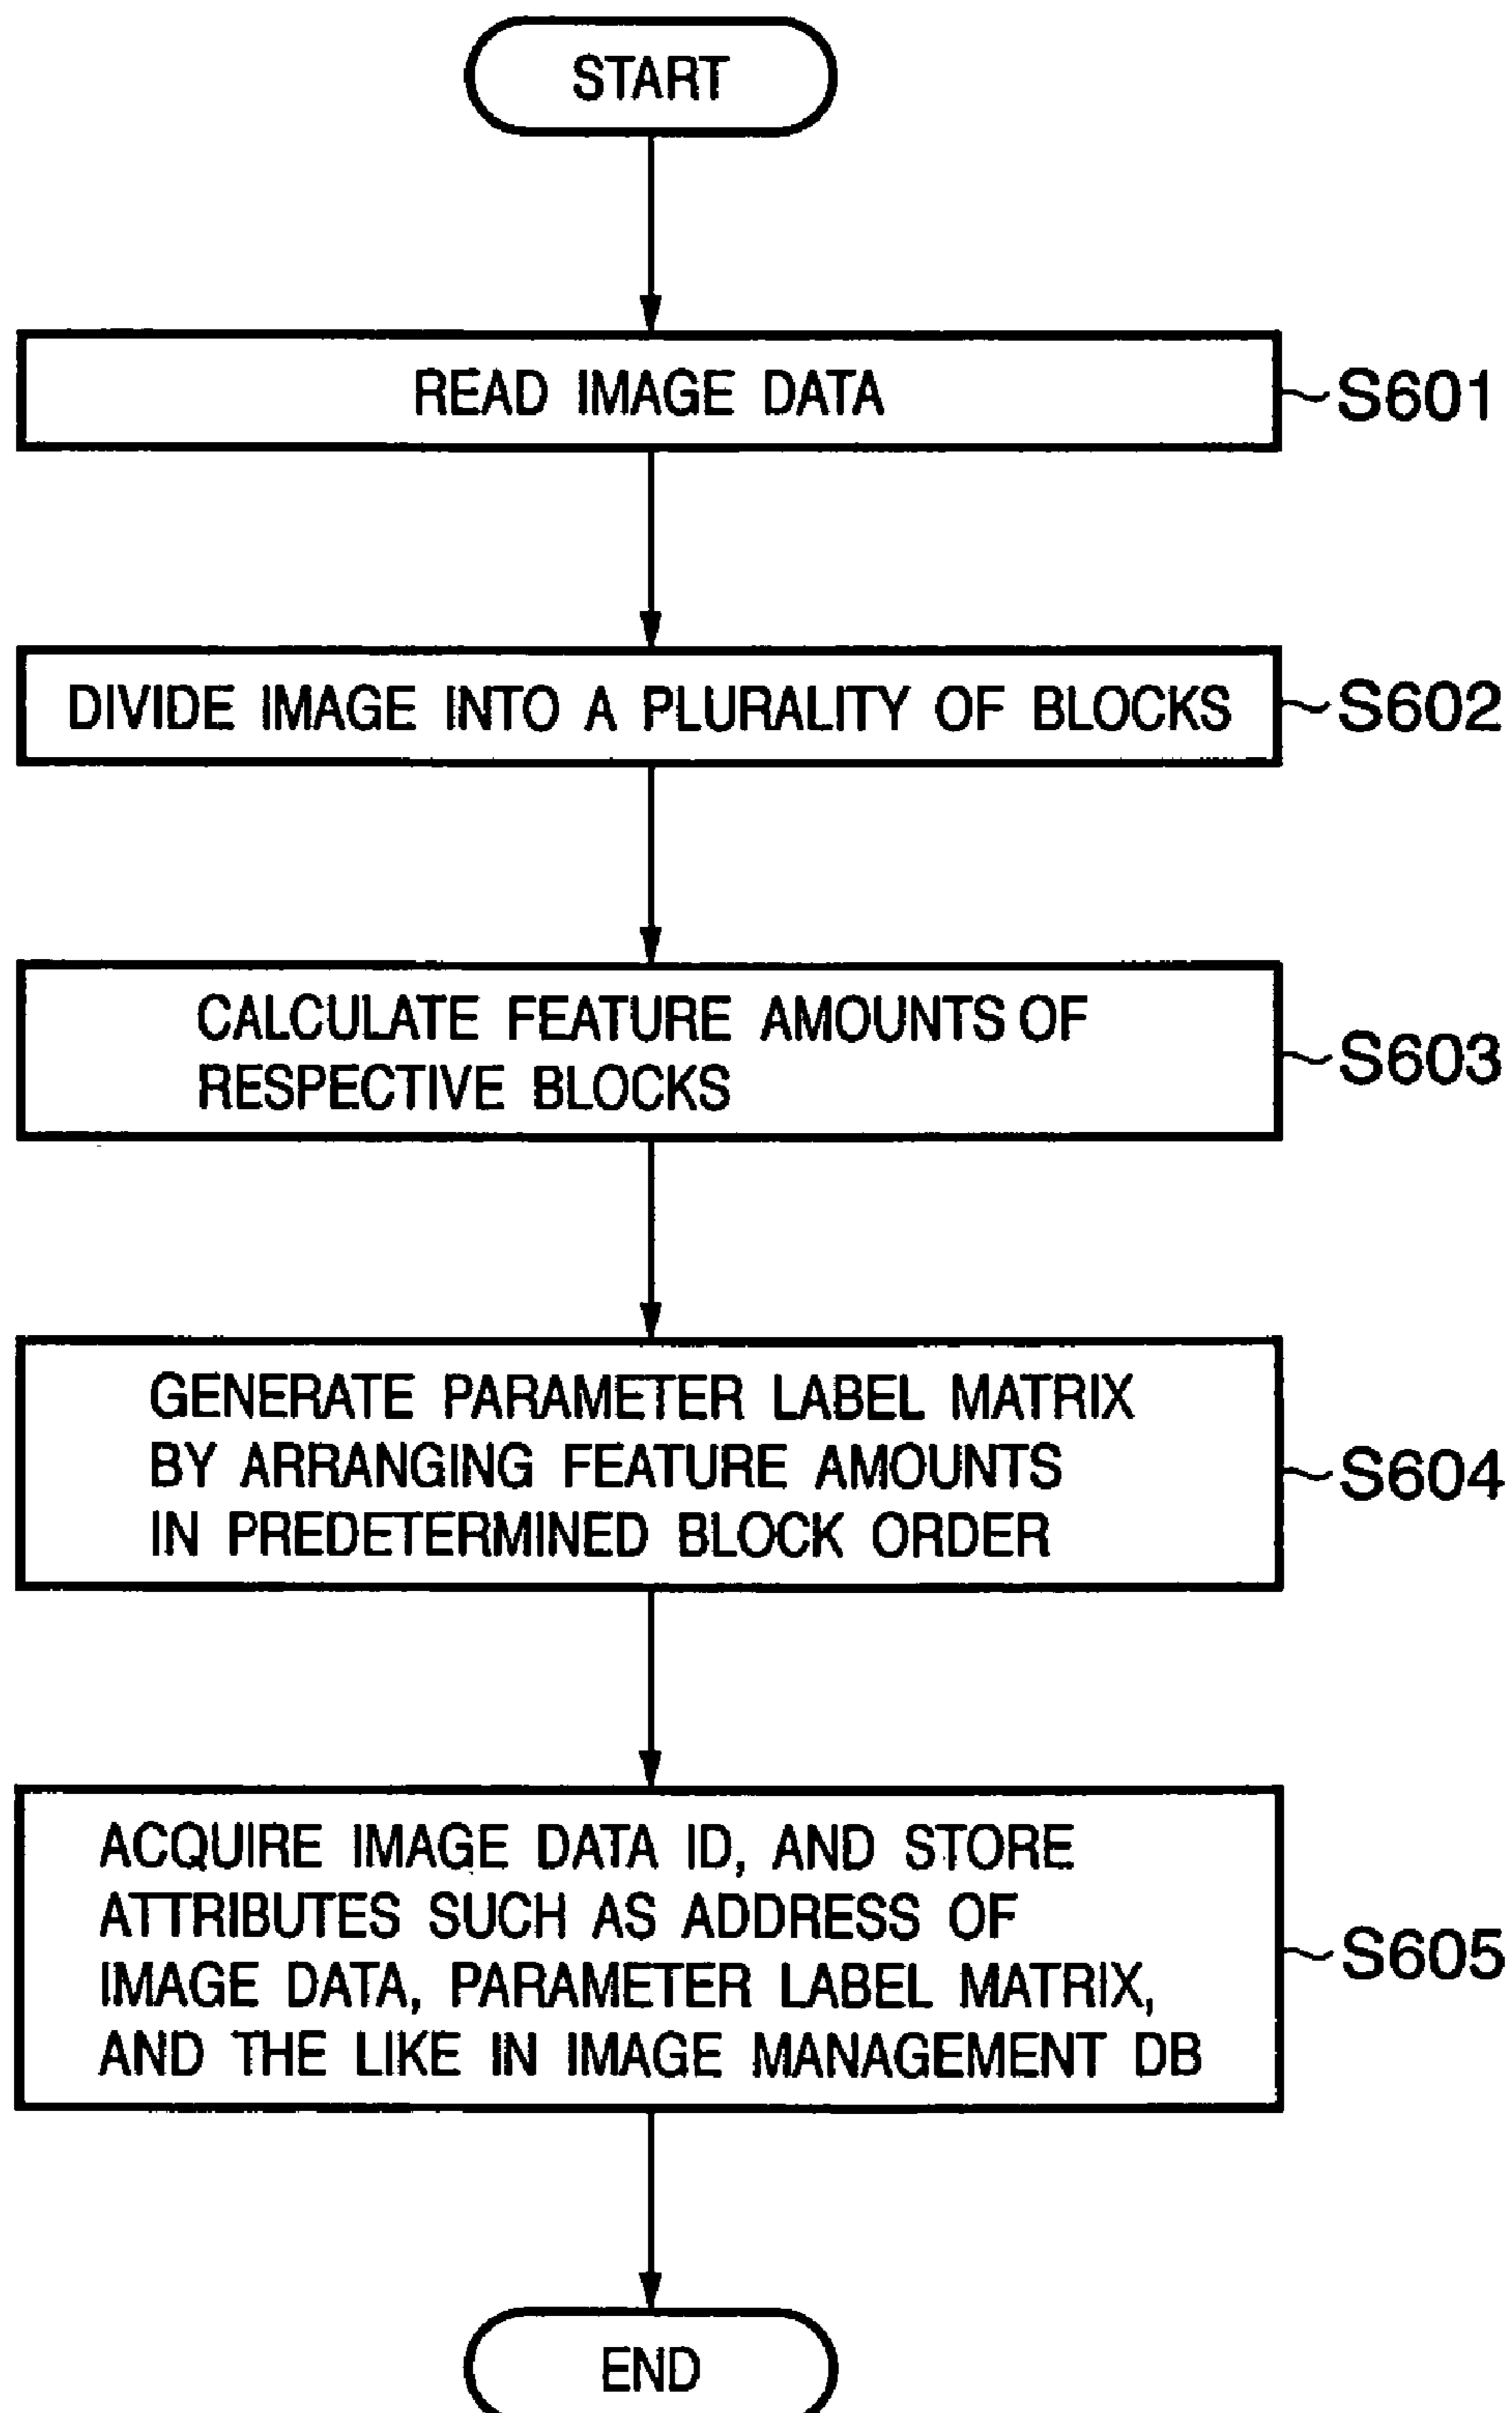 START
READ IMAGE DATA
S601
DIVIDE IMAGE INTO A PLURALITY OF BLOCKS
S602
CALCULATE FEATURE AMOUNTS OF
RESPECTIVE BLOCKS
S603
GENERATE PARAMETER LABEL MATRIX
BY ARRANGING FEATURE AMOUNTS
IN PREDETERMINED BLOCK ORDER
S604
ACQUIRE IMAGE DATA ID, AND STORE
ATTRIBUTES SUCH AS ADDRESS OF
IMAGE DATA, PARAMETER LABEL MATRIX,
AND THE LIKE IN IMAGE MANAGEMENT DB
S605
END